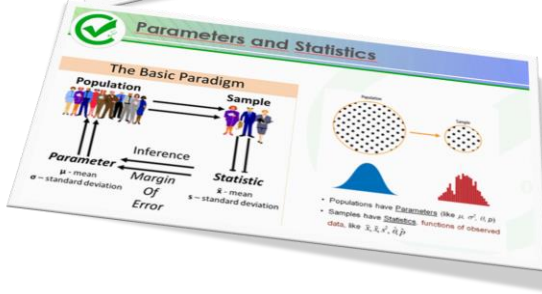 Parameters and Statistics
The Basic Paradigm
Population
Sample
Inference
Parameter
μ - mean
σ – standard deviation
Margin
Of
Error
Statistic
x̄ - mean
s – standard deviation
Population
Sample
• Populations have Parameters (like μ, σ²,
• Samples have Statistics, functions of observed
data, like